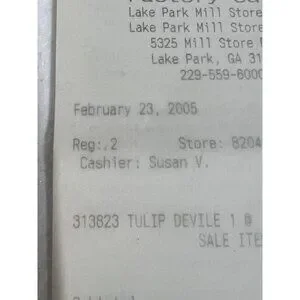 Lake Park Mill Store
Lake Park Mill Store
5325 Mill Store
Lake Park, GA 31
229-559-6000
February 23, 2005
Reg: 2 Store: 8204
Cashier: Susan V.
313823 TULIP DEVILE 1 @
SALE ITE